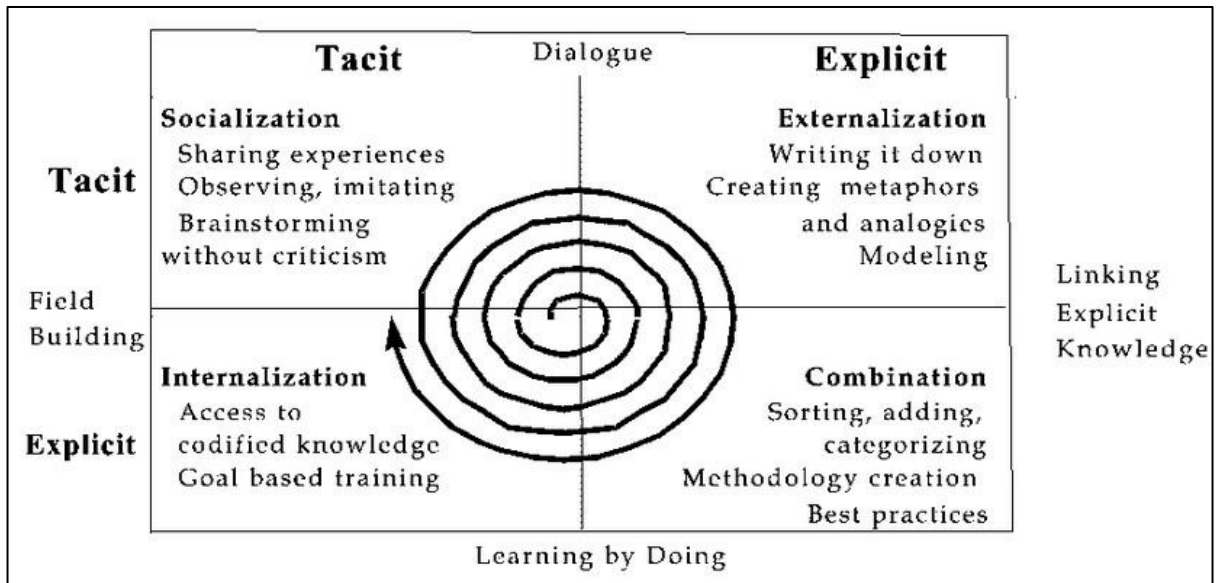 Tacit
Dialogue
Explicit
Socialization
Sharing experiences
Observing, imitating
Brainstorming
without criticism
Externalization
Writing it down
Creating metaphors
and analogies
Modeling
Tacit
Field
Building
Linking
Explicit
Knowledge
Internalization
Access to
codified knowledge
Goal based training
Combination
Sorting, adding,
categorizing
Methodology creation
Best practices
Explicit
Learning by Doing